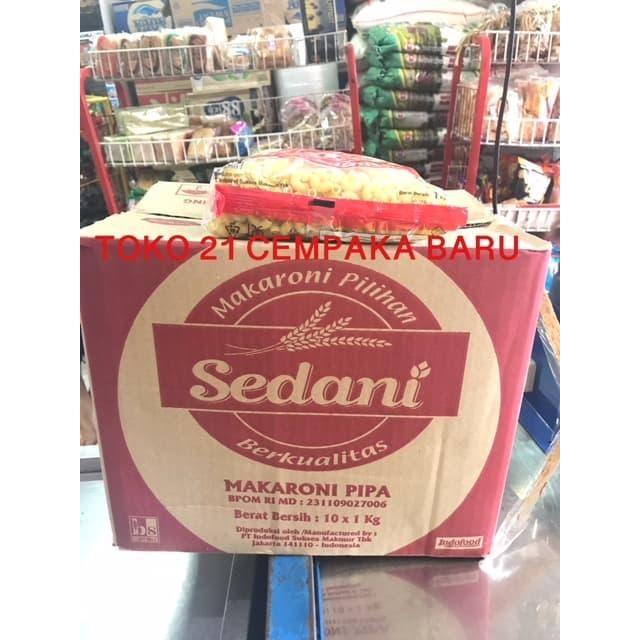 TOKO 21 CEMPAKA BARU
Makaroni Pilihan
Sedani
Berkualitas
MAKARONI PIPA
BPOM RI MD : 231109027006
Berat Bersih : 10 x 1 Kg
Diproduksi oleh /Manufactured by :
PT Indofood Sukses Makmur Tbk
Jakarta 141110 - Indonesia
bs
Indofood